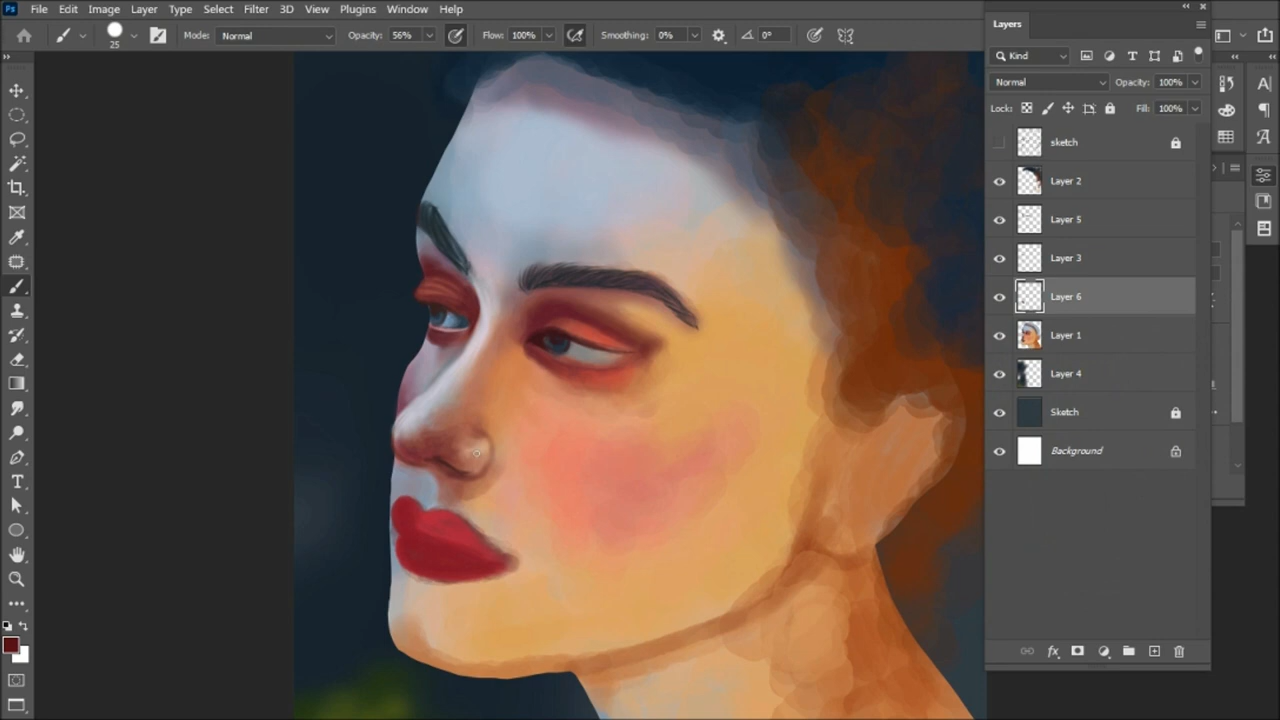 Ps File Edit Image Layer Type Select Filter 3D View Plugins Window Help
25 Mode: Normal Opacity: 56% Flow: 100% Smoothing: 0% 0°
Layers
Kind
Normal Opacity: 100%
Lock: Fill: 100%
sketch
Layer 2
Layer 5
Layer 3
Layer 6
Layer 1
Layer 4
Sketch
Background